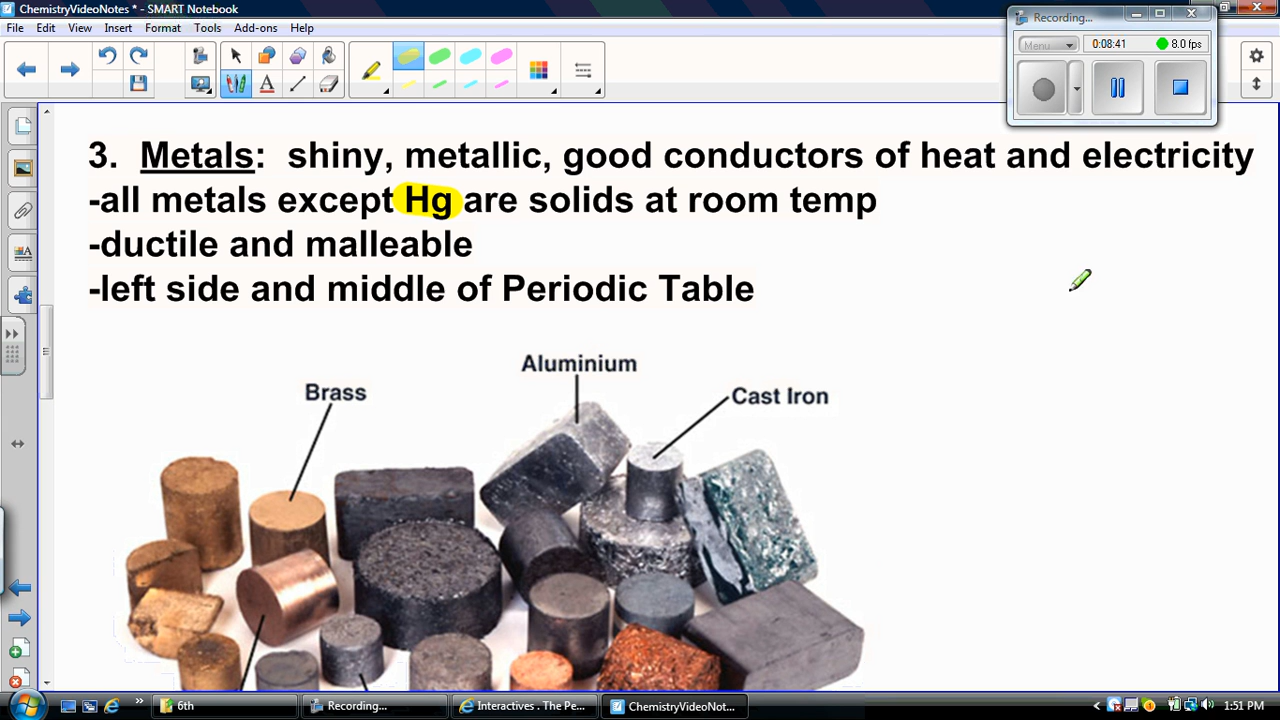 ChemistryVideoNotes * - SMART Notebook
File Edit View Insert Format Tools Add-ons Help
Recording...
Menu
0:08:41
8.0 fps
3. Metals: shiny, metallic, good conductors of heat and electricity
-all metals except Hg are solids at room temp
-ductile and malleable
-left side and middle of Periodic Table
Aluminium
Brass
Cast Iron
6th
Recording...
Interactives . The Pe...
ChemistryVideoNot...
1:51 PM